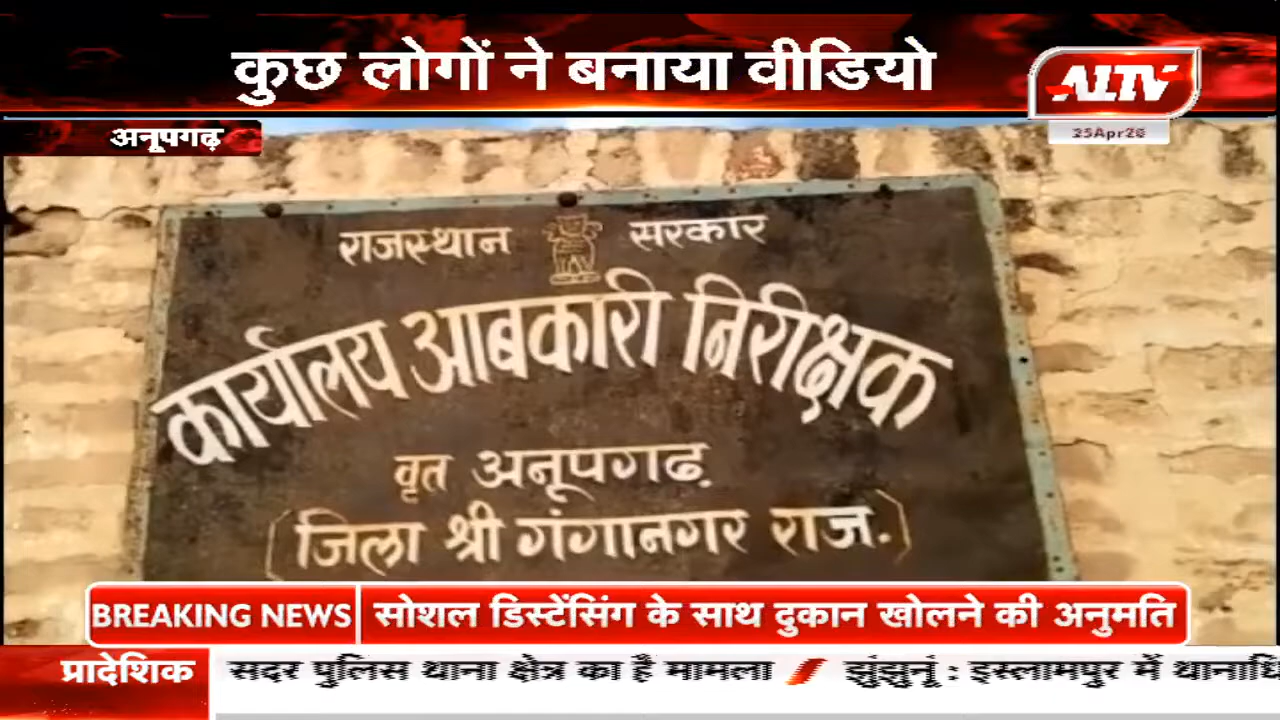 कुछ लोगों ने बनाया वीडियो
ALTV
25Apr20
अनूपगढ़
राजस्थान सरकार
कार्यालय आबकारी निरीक्षक
वृत अनूपगढ़
(जिला श्री गंगानगर राज.)
BREAKING NEWS सोशल डिस्टेंसिंग के साथ दुकान खोलने की अनुमति
प्रादेशिक सदर पुलिस थाना क्षेत्र का है मामला झुंझुनूं : इस्लामपुर में थानाधि